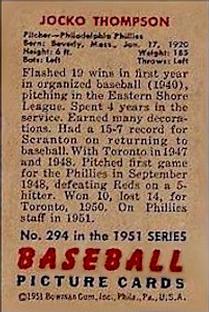 JOCKO THOMPSON
Pitcher—Philadelphia Phillies
Born: Beverly, Mass., Jan. 17, 1920
Height: 6 ft. Weight: 185
Bats: Left Throws: Left
Flashed 19 wins in first year
in organized baseball (1940),
pitching in the Eastern Shore
League. Spent 4 years in the
service. Earned many decora-
tions. Had a 15-7 record for
Scranton on returning to
baseball. With Toronto in 1947
and 1948. Pitched first game
for the Phillies in September
1948, defeating Reds on a 5-
hitter. Won 10, lost 14, for
Toronto, 1950. On Phillies
staff in 1951.
No. 294 in the 1951 SERIES
BASEBALL
PICTURE CARDS
©1951 Bowman Gum, Inc., Phila., Pa., U.S.A.